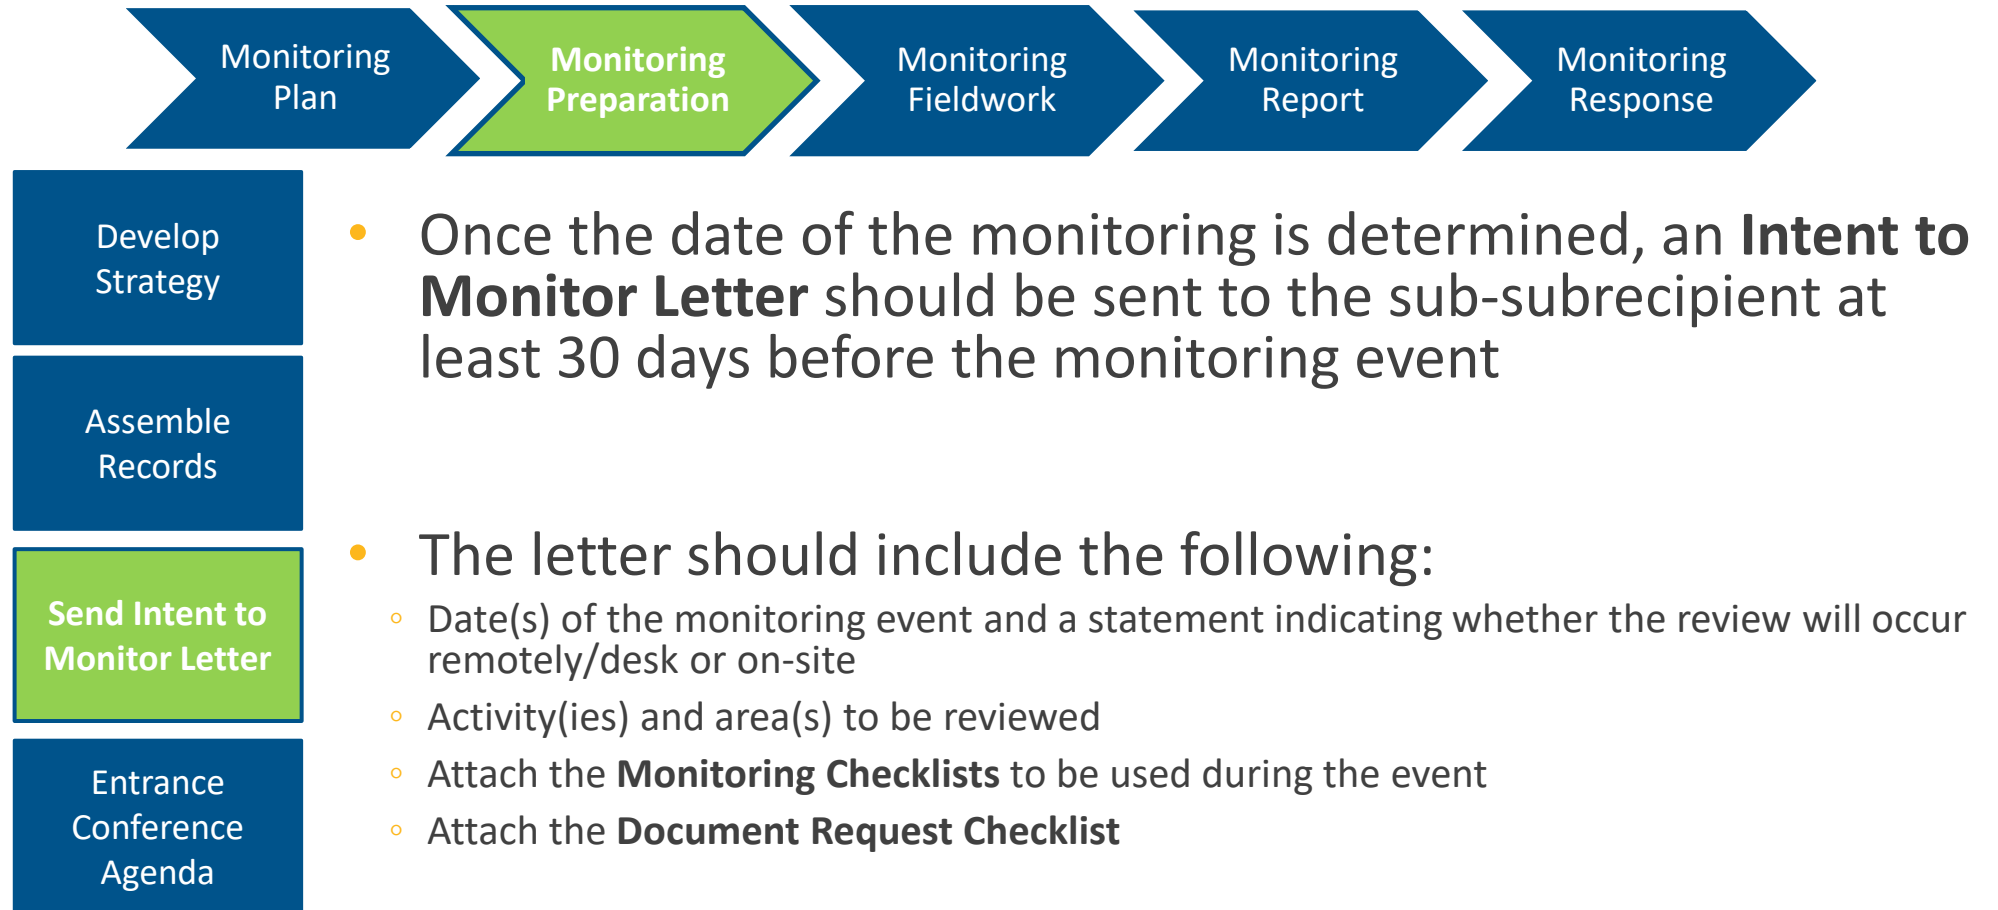 Monitoring
Plan
Monitoring
Preparation
Monitoring
Fieldwork
Monitoring
Report
Monitoring
Response
Develop
Strategy
Assemble
Records
Send Intent to
Monitor Letter
Entrance
Conference
Agenda
• Once the date of the monitoring is determined, an Intent to
Monitor Letter should be sent to the sub-subrecipient at
least 30 days before the monitoring event
• The letter should include the following:
◦ Date(s) of the monitoring event and a statement indicating whether the review will occur
remotely/desk or on-site
◦ Activity(ies) and area(s) to be reviewed
◦ Attach the Monitoring Checklists to be used during the event
◦ Attach the Document Request Checklist